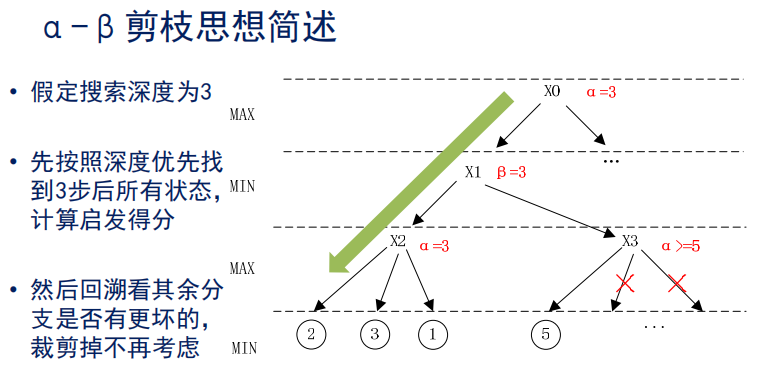 α-β剪枝思想简述
• 假定搜索深度为3
• 先按照深度优先找
到3步后所有状态，
计算启发得分
• 然后回溯看其余分
支是否有更坏的，
裁剪掉不再考虑
X0 α=3
MAX
...
X1 β=3
MIN
X2 α=3
X3 α>=5
MAX
2 3 1 5 ...
MIN